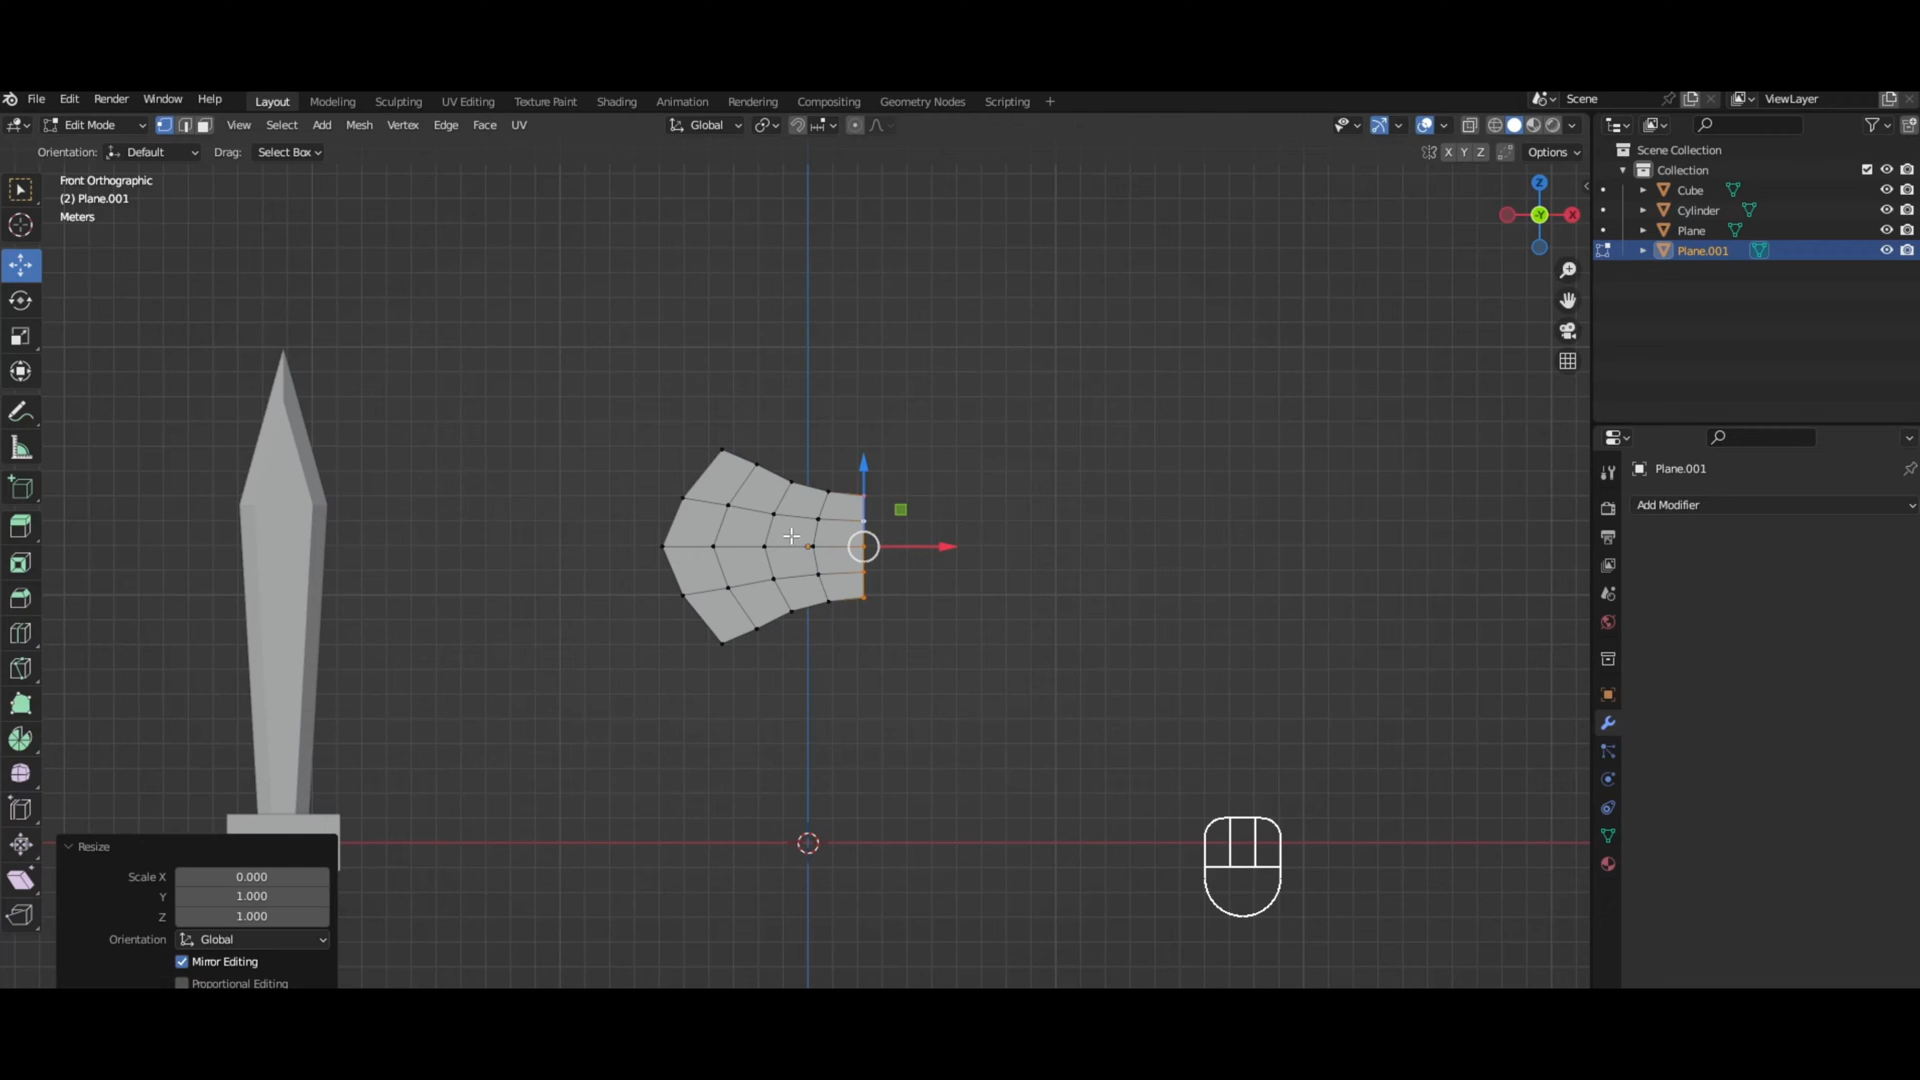 File Edit Render Window Help Layout Modeling Sculpting UV Editing Texture Paint Shading Animation Rendering Compositing Geometry Nodes Scripting + Scene ViewLayer
Edit Mode View Select Add Mesh Vertex Edge Face UV Global
Orientation: Default Drag: Select Box X Y Z Options
Scene Collection
Collection
Cube
Cylinder
Plane
Plane.001
Front Orthographic
(2) Plane.001
Meters
Z
-Y X
Plane.001
Add Modifier
Resize
Scale X 0.000
Y 1.000
Z 1.000
Orientation Global
Mirror Editing
Proportional Editing